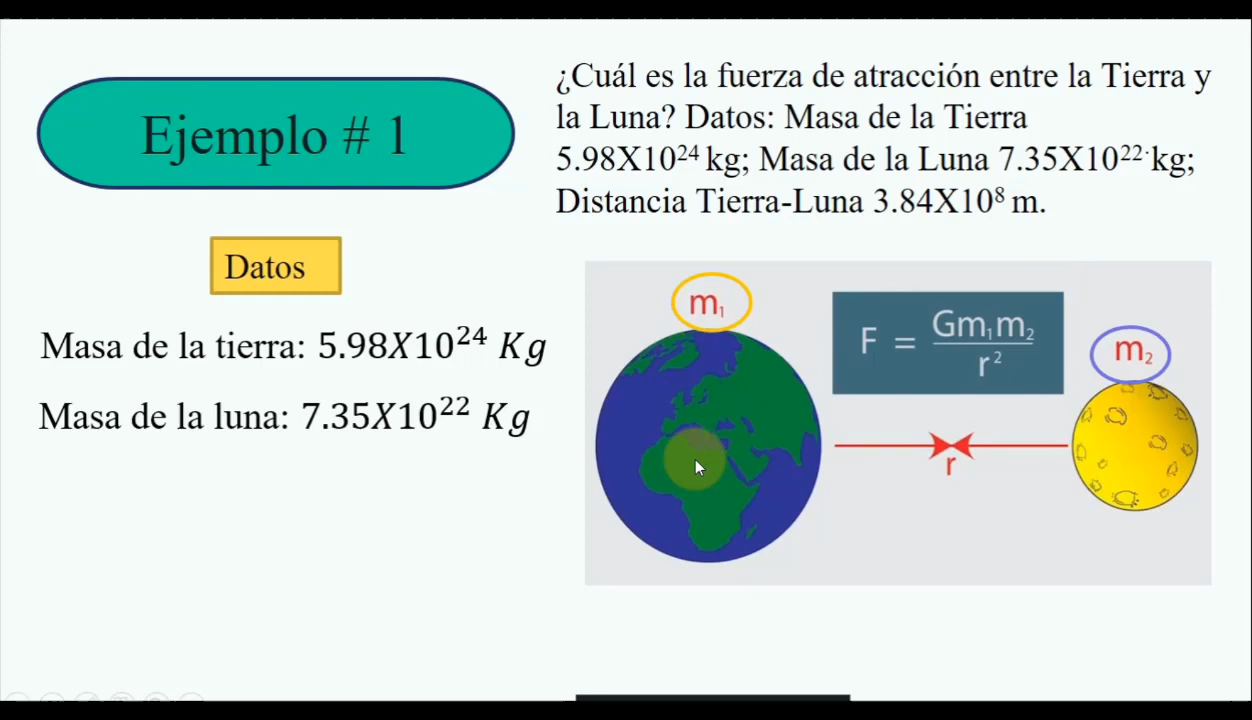 Ejemplo # 1
¿Cuál es la fuerza de atracción entre la Tierra y
la Luna? Datos: Masa de la Tierra
5.98X10²⁴ kg; Masa de la Luna 7.35X10²²˙kg;
Distancia Tierra-Luna 3.84X10⁸ m.
Datos
Masa de la tierra: 5.98X10²⁴ Kg
Masa de la luna: 7.35X10²² Kg
m₁
F = Gm₁m₂
r²
m₂
r